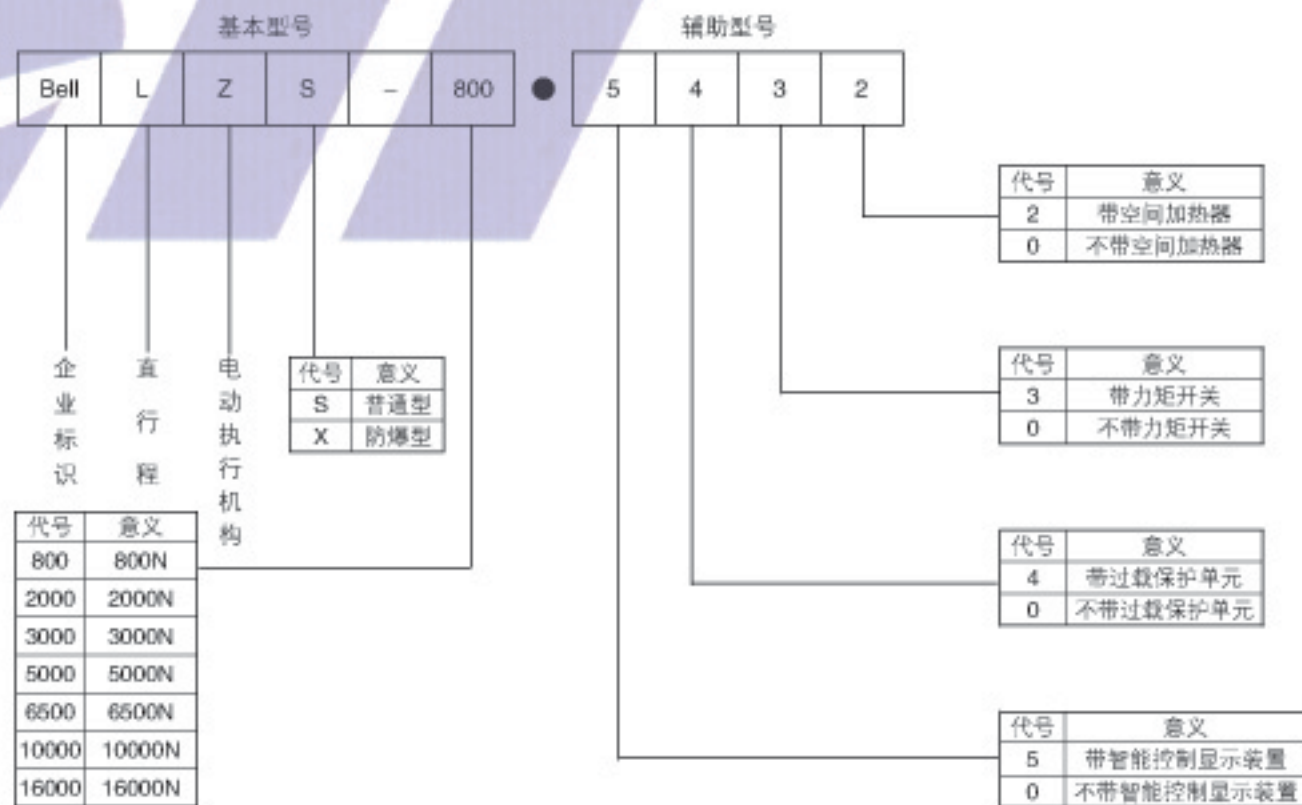 基本型号
辅助型号
Bell L Z S - 800 ● 5 4 3 2
代号 意义
2 带空间加热器
0 不带空间加热器
代号 意义
3 带力矩开关
0 不带力矩开关
代号 意义
4 带过载保护单元
0 不带过载保护单元
代号 意义
5 带智能控制显示装置
0 不带智能控制显示装置
企业标识
直行程
电动执行机构
代号 意义
S 普通型
X 防爆型
代号 意义
800 800N
2000 2000N
3000 3000N
5000 5000N
6500 6500N
10000 10000N
16000 16000N